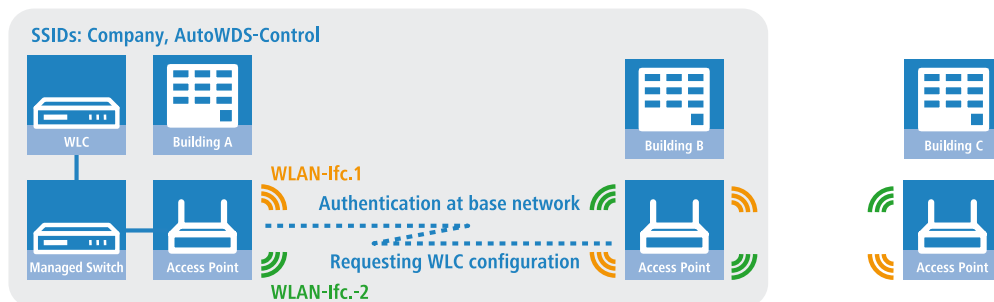 SSIDs: Company, AutoWDS-Control
WLC
Building A
Building B
Building C
WLAN-Ifc.1
Authentication at base network
Managed Switch
Access Point
Requesting WLC configuration
Access Point
Access Point
WLAN-Ifc.-2